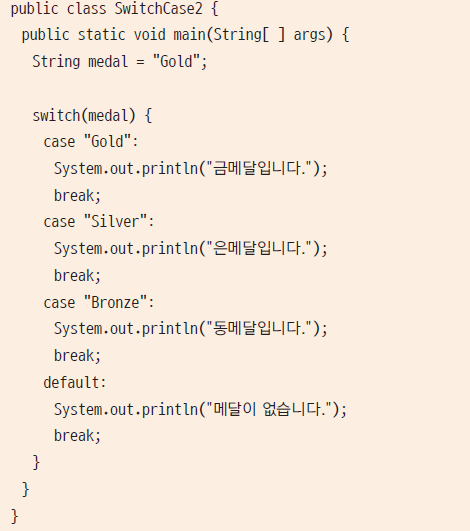 public class SwitchCase2 {
public static void main(String[ ] args) {
String medal = "Gold";
switch(medal) {
case "Gold":
System.out.println("금메달입니다.");
break;
case "Silver":
System.out.println("은메달입니다.");
break;
case "Bronze":
System.out.println("동메달입니다.");
break;
default:
System.out.println("메달이 없습니다.");
break;
}
}
}